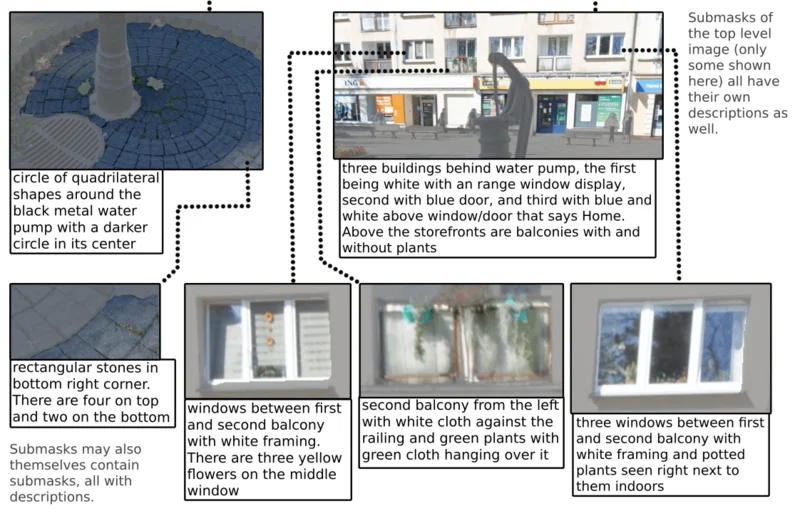 Submasks of
the top level
image (only
some shown
here) all have
their own
descriptions as
well.
ING
circle of quadrilateral
shapes around the
black metal water
pump with a darker
circle in its center
three buildings behind water pump, the first
being white with an range window display,
second with blue door, and third with blue and
white above window/door that says Home.
Above the storefronts are balconies with and
without plants
rectangular stones in
bottom right corner.
There are four on top
and two on the bottom
windows between first
and second balcony
with white framing.
There are three yellow
flowers on the middle
window
second balcony from the left
with white cloth against the
railing and green plants with
green cloth hanging over it
three windows between first
and second balcony with
white framing and potted
plants seen right next to
them indoors
Submasks may also
themselves contain
submasks, all with
descriptions.